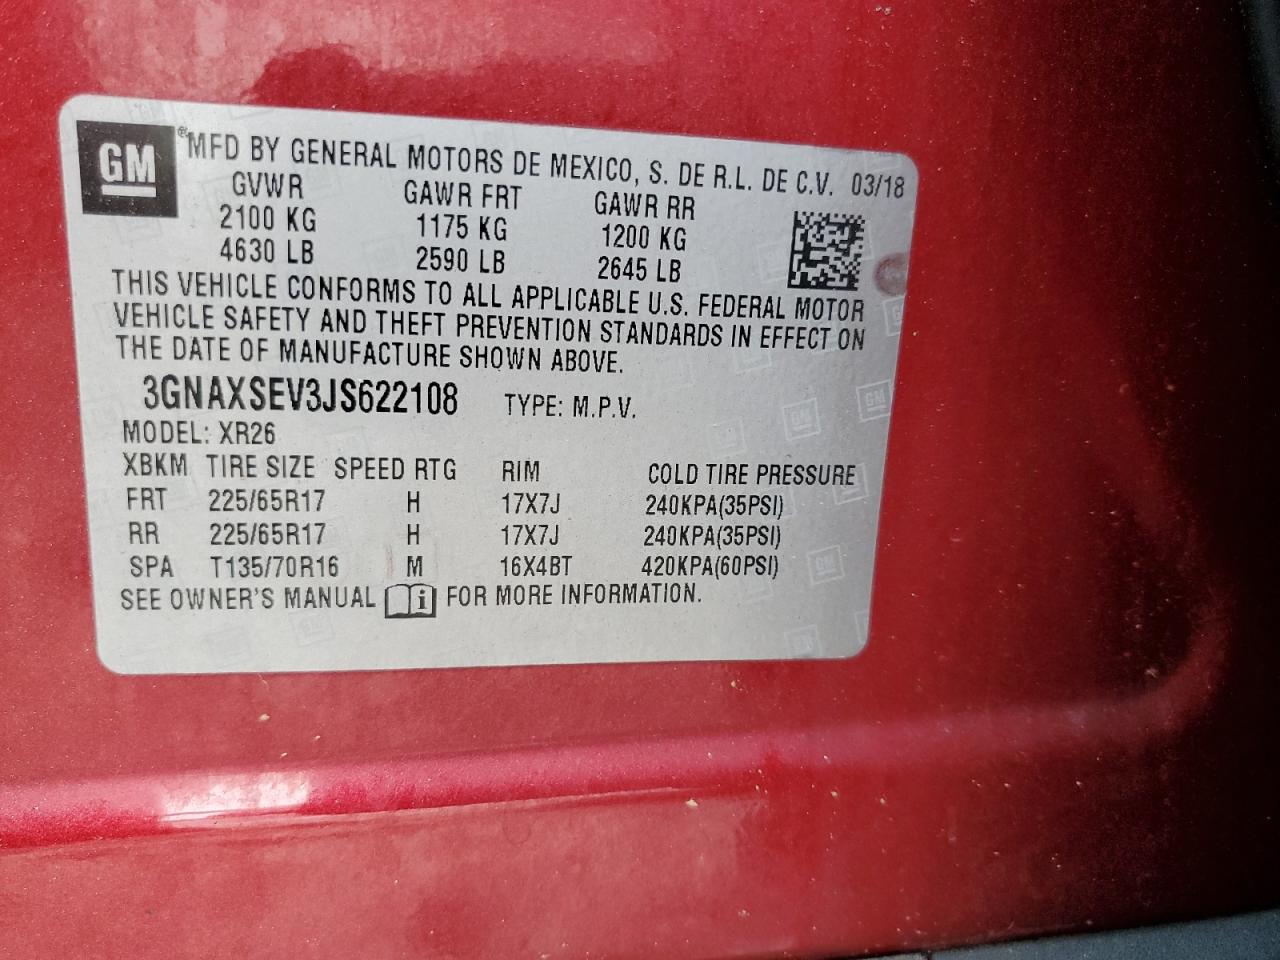 GM ® MFD BY GENERAL MOTORS DE MEXICO, S. DE R.L. DE C.V. 03/18
GVWR GAWR FRT GAWR RR
2100 KG 1175 KG 1200 KG
4630 LB 2590 LB 2645 LB
THIS VEHICLE CONFORMS TO ALL APPLICABLE U.S. FEDERAL MOTOR
VEHICLE SAFETY AND THEFT PREVENTION STANDARDS IN EFFECT ON
THE DATE OF MANUFACTURE SHOWN ABOVE.
3GNAXSEV3JS622108 TYPE: M.P.V.
MODEL: XR26
XBKM TIRE SIZE SPEED RTG RIM COLD TIRE PRESSURE
FRT 225/65R17 H 17X7J 240KPA(35PSI)
RR 225/65R17 H 17X7J 240KPA(35PSI)
SPA T135/70R16 M 16X4BT 420KPA(60PSI)
SEE OWNER'S MANUAL i FOR MORE INFORMATION.